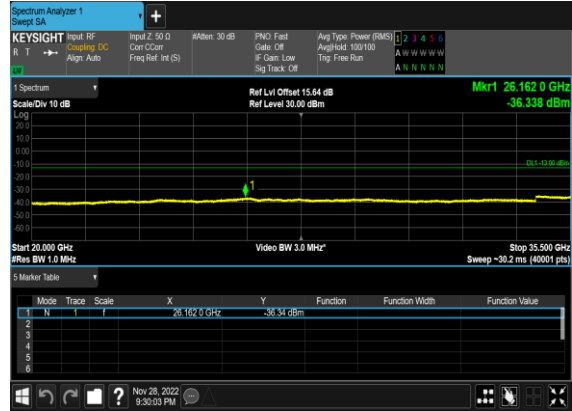 Spectrum Analyzer 1
Swept SA
KEYSIGHT Input: RF Input Z: 50 Ω #Atten: 30 dB PNO: Fast Avg Type: Power (RMS) 1 2 3 4 5 6
R T Coupling: DC Corr CCorr Gate: Off Avg|Hold: 100/100 A W W W W W
Align: Auto Freq Ref: Int (S) IF Gain: Low Trig: Free Run
Sig Track: Off A N N N N N
1 Spectrum Ref Lvl Offset 15.64 dB Mkr1 26.162 0 GHz
Scale/Div 10 dB Ref Level 30.00 dBm -36.338 dBm
Log
20.0
10.0
0.00
-10.0
DL1 -13.00 dBm
-20.0
-30.0
1
-40.0
-50.0
-60.0
Start 20.000 GHz Video BW 3.0 MHz* Stop 35.500 GHz
#Res BW 1.0 MHz Sweep ~30.2 ms (40001 pts)
5 Marker Table
Mode Trace Scale X Y Function Function Width Function Value
1 N 1 f 26.162 0 GHz -36.34 dBm
2
3
4
5
6
? Nov 28, 2022
9:30:03 PM